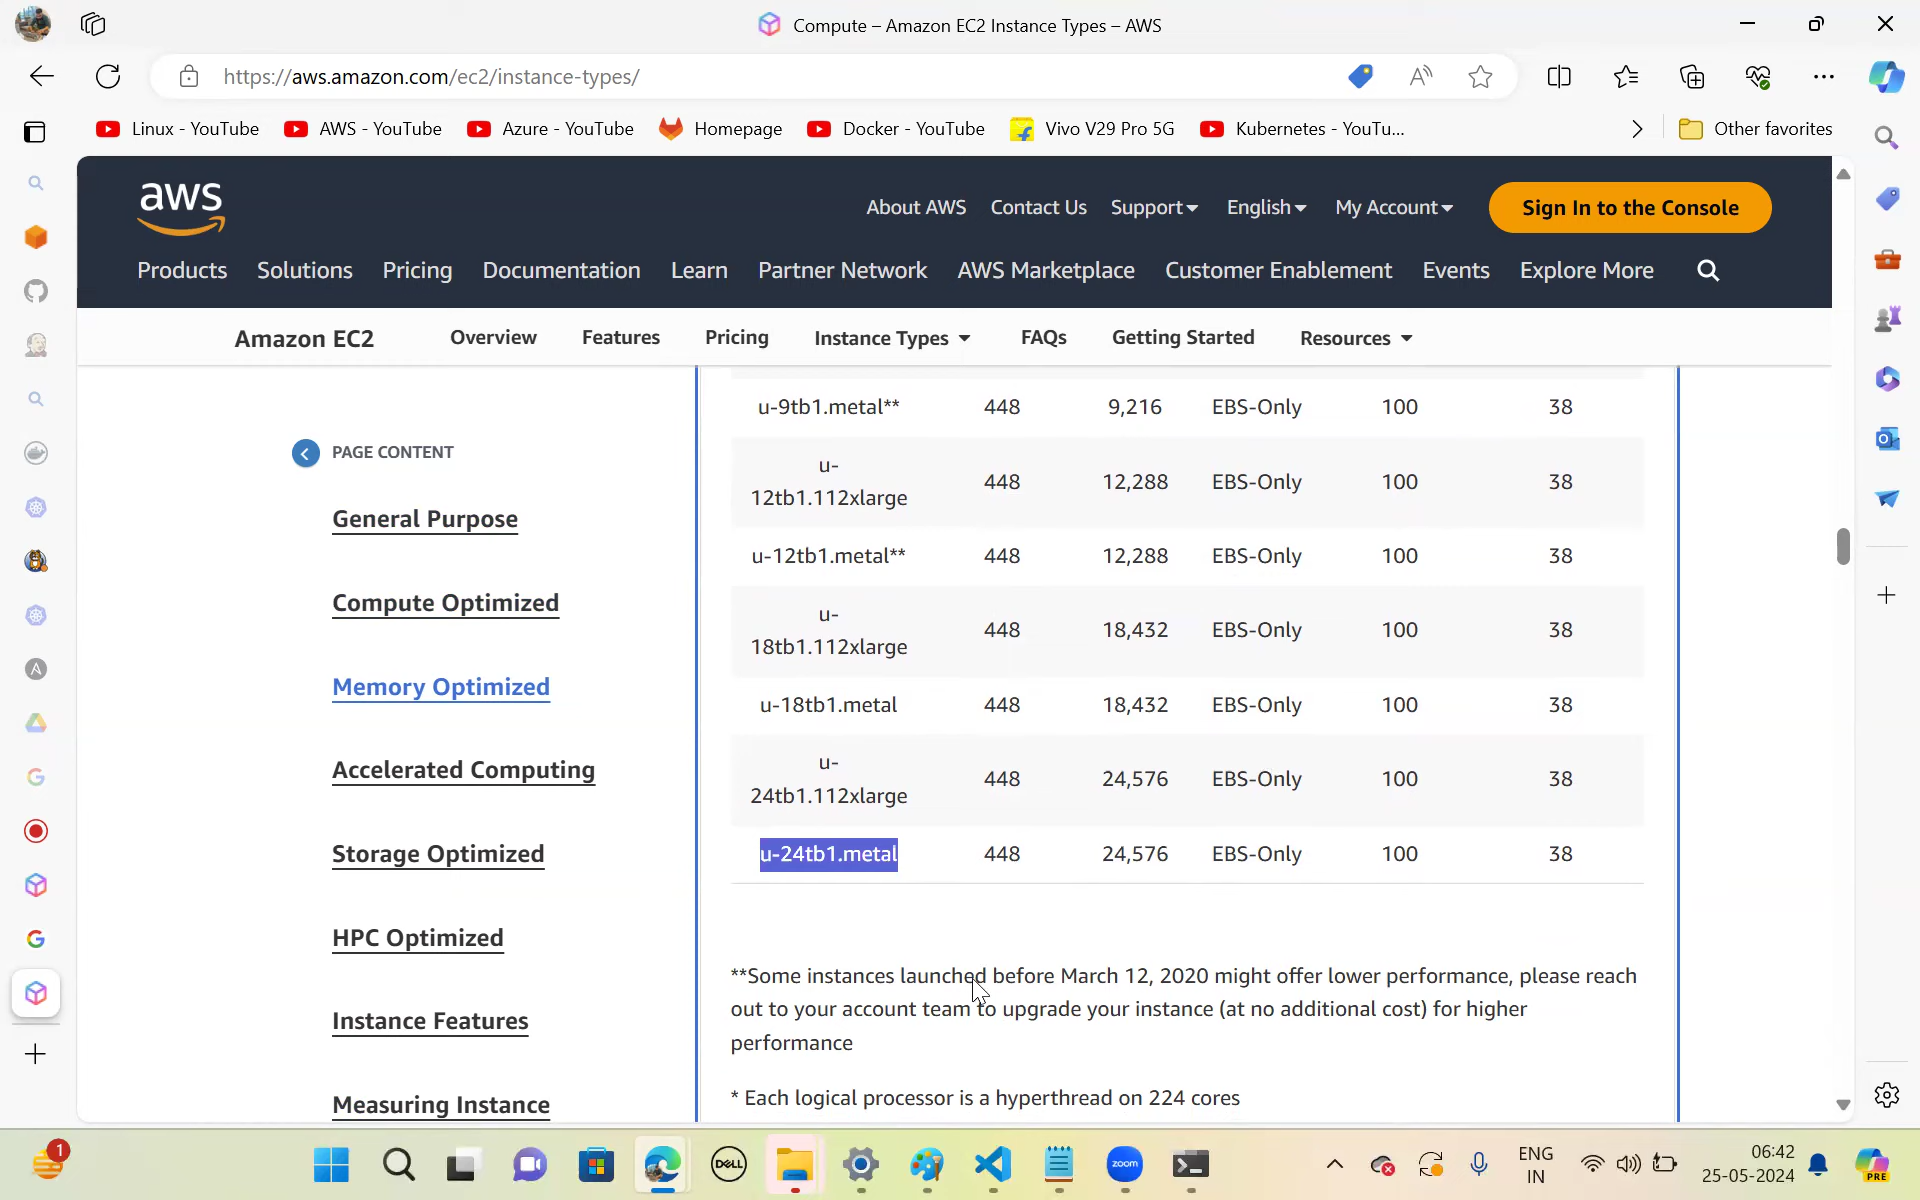 Compute – Amazon EC2 Instance Types – AWS
https://aws.amazon.com/ec2/instance-types/
Linux - YouTube AWS - YouTube Azure - YouTube Homepage Docker - YouTube Vivo V29 Pro 5G Kubernetes - YouTu... Other favorites
aws
About AWS Contact Us Support English My Account Sign In to the Console
Products Solutions Pricing Documentation Learn Partner Network AWS Marketplace Customer Enablement Events Explore More
Amazon EC2 Overview Features Pricing Instance Types FAQs Getting Started Resources
PAGE CONTENT
General Purpose
Compute Optimized
Memory Optimized
Accelerated Computing
Storage Optimized
HPC Optimized
Instance Features
Measuring Instance
u-9tb1.metal** 448 9,216 EBS-Only 100 38
u-
12tb1.112xlarge 448 12,288 EBS-Only 100 38
u-12tb1.metal** 448 12,288 EBS-Only 100 38
u-
18tb1.112xlarge 448 18,432 EBS-Only 100 38
u-18tb1.metal 448 18,432 EBS-Only 100 38
u-
24tb1.112xlarge 448 24,576 EBS-Only 100 38
u-24tb1.metal 448 24,576 EBS-Only 100 38
**Some instances launched before March 12, 2020 might offer lower performance, please reach
out to your account team to upgrade your instance (at no additional cost) for higher
performance
* Each logical processor is a hyperthread on 224 cores
1
DELL
zoom
ENG
IN
06:42
25-05-2024
PRE